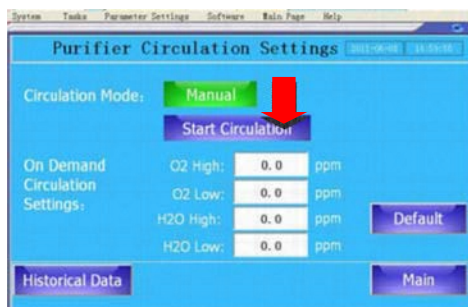 System Tasks Parameter Settings Software Main Page Help
Purifier Circulation Settings
Circulation Mode: Manual
Start Circulation
On Demand Circulation Settings:
O2 High: 0.0 ppm
O2 Low: 0.0 ppm
H2O High: 0.0 ppm
H2O Low: 0.0 ppm
Default
Historical Data Main